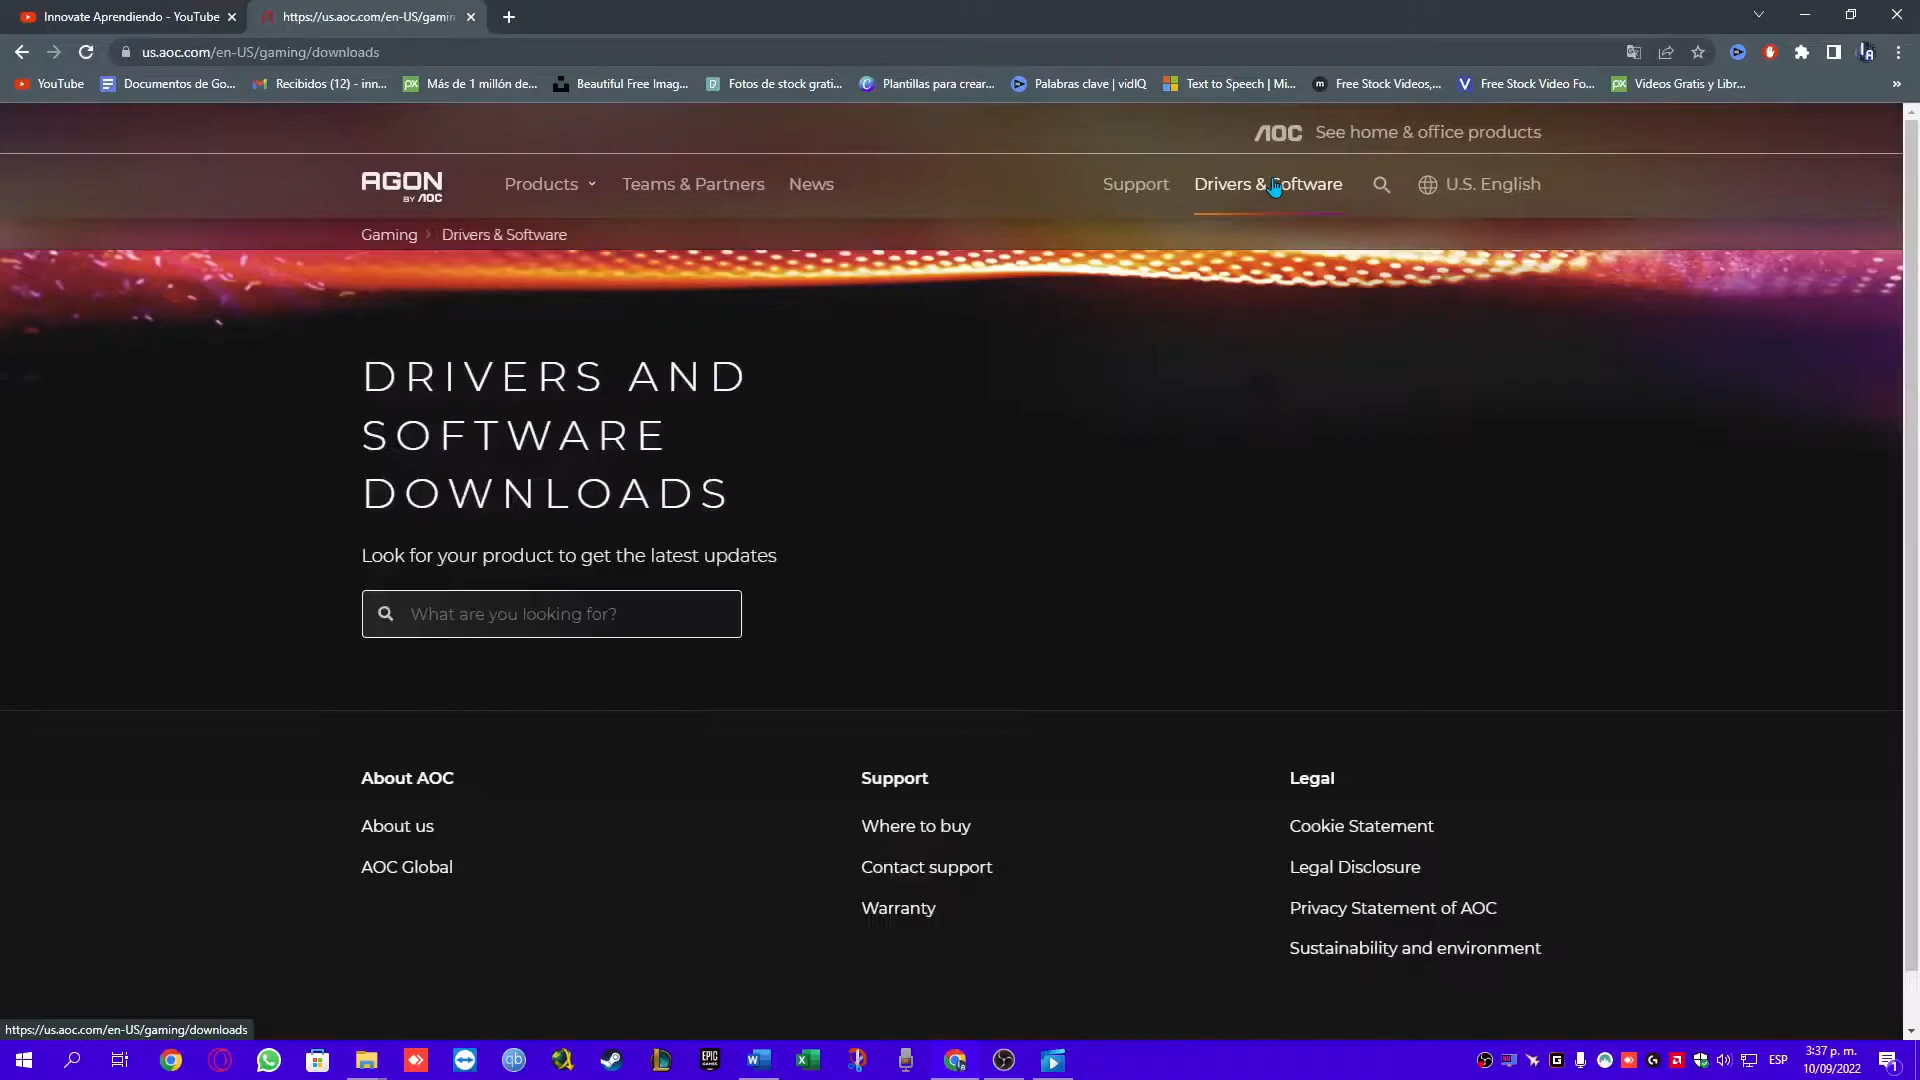 Innovate Aprendiendo - YouTube
https://us.aoc.com/en-US/gamin
us.aoc.com/en-US/gaming/downloads
YouTube
Documentos de Go...
Recibidos (12) - inn...
Más de 1 millón de...
Beautiful Free Imag...
Fotos de stock grati...
Plantillas para crear...
Palabras clave | vidIQ
Text to Speech | Mi...
Free Stock Videos,...
Free Stock Video Fo...
Videos Gratis y Libr...
AOC See home & office products
AGON
BY AOC
Products
Teams & Partners
News
Support
Drivers & Software
U.S. English
Gaming
Drivers & Software
DRIVERS AND
SOFTWARE
DOWNLOADS
Look for your product to get the latest updates
What are you looking for?
About AOC
About us
AOC Global
Support
Where to buy
Contact support
Warranty
Legal
Cookie Statement
Legal Disclosure
Privacy Statement of AOC
Sustainability and environment
https://us.aoc.com/en-US/gaming/downloads
ESP
3:37 p. m.
10/09/2022